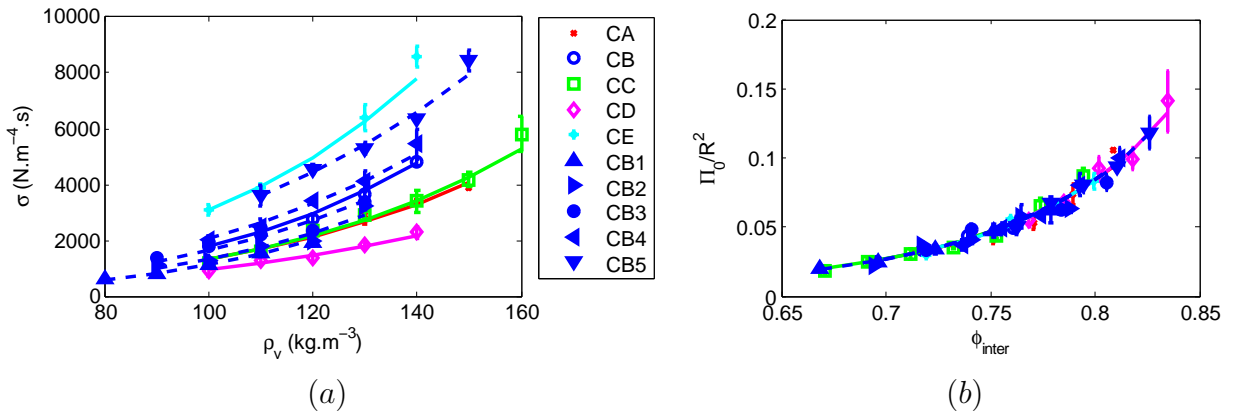 10000
8000
6000
4000
2000
0
σ (N.m⁻⁴.s)
80
100
120
140
160
ρᵥ (kg.m⁻³)
(a)
CA
CB
CC
CD
CE
CB1
CB2
CB3
CB4
CB5
0.2
0.15
0.1
0.05
0
Π₀/R²
0.65
0.7
0.75
0.8
0.85
ϕinter
(b)